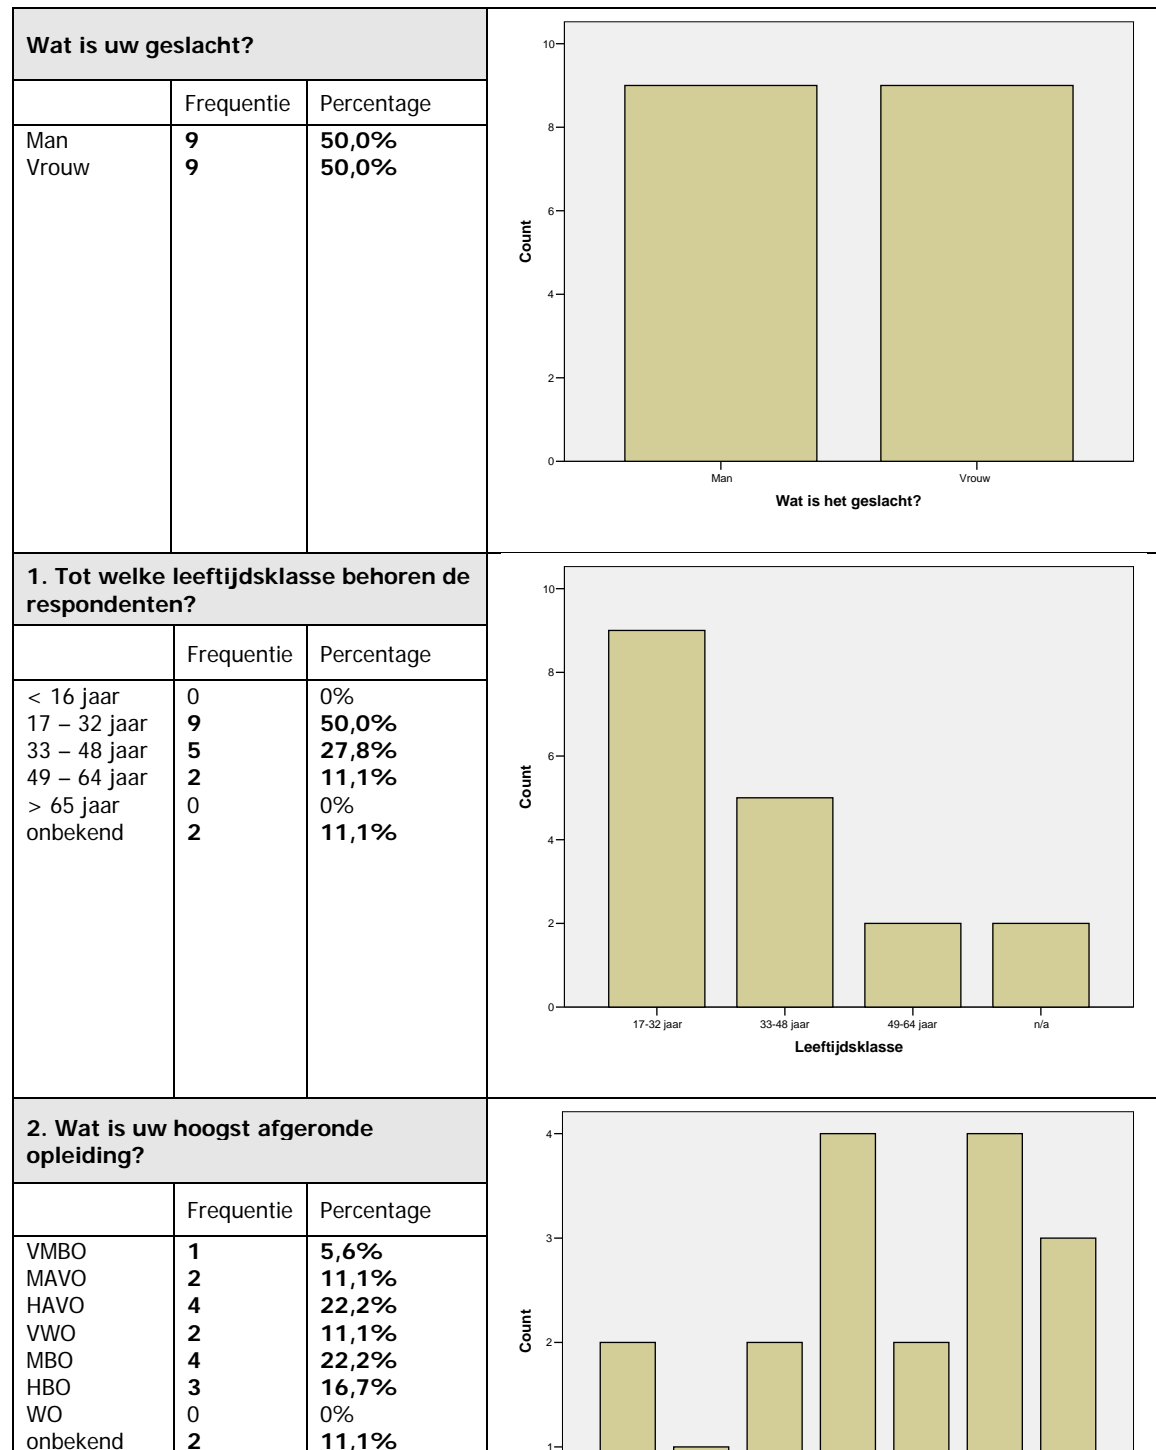 Wat is uw geslacht?
Frequentie Percentage
Man 9 50,0%
Vrouw 9 50,0%
10
8
6
4
2
0
Count
Man Vrouw
Wat is het geslacht?
1. Tot welke leeftijdsklasse behoren de
respondenten?
Frequentie Percentage
< 16 jaar 0 0%
17 – 32 jaar 9 50,0%
33 – 48 jaar 5 27,8%
49 – 64 jaar 2 11,1%
> 65 jaar 0 0%
onbekend 2 11,1%
10
8
6
4
2
0
Count
17-32 jaar 33-48 jaar 49-64 jaar n/a
Leeftijdsklasse
2. Wat is uw hoogst afgeronde
opleiding?
Frequentie Percentage
VMBO 1 5,6%
MAVO 2 11,1%
HAVO 4 22,2%
VWO 2 11,1%
MBO 4 22,2%
HBO 3 16,7%
WO 0 0%
onbekend 2 11,1%
4
3
2
1
Count